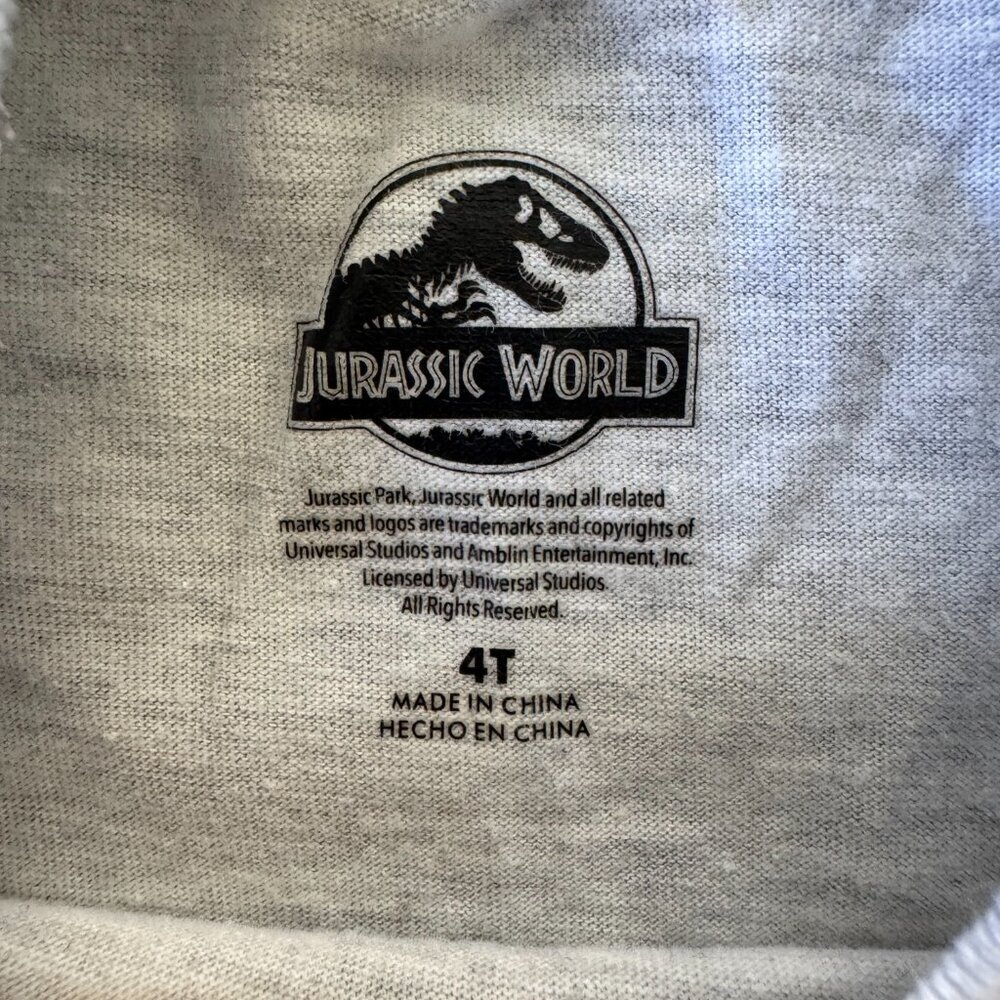 JURASSIC WORLD
Jurassic Park, Jurassic World and all related
marks and logos are trademarks and copyrights of
Universal Studios and Amblin Entertainment, Inc.
Licensed by Universal Studios.
All Rights Reserved.
4T
MADE IN CHINA
HECHO EN CHINA